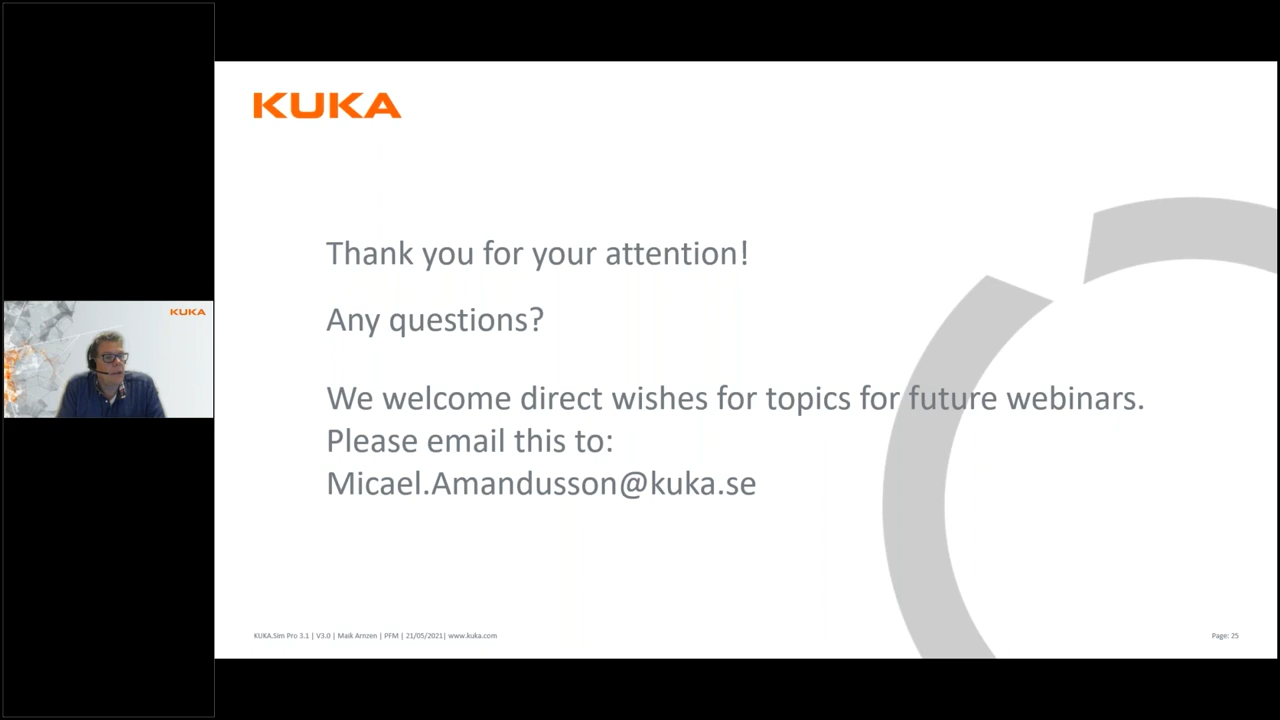 KUKA
Thank you for your attention!
Any questions?
We welcome direct wishes for topics for future webinars.
Please email this to:
Micael.Amandusson@kuka.se
KUKA
KUKA.Sim Pro 3.1 | V3.0 | Maik Arnzen | PFM | 21/05/2021| www.kuka.com
Page: 25